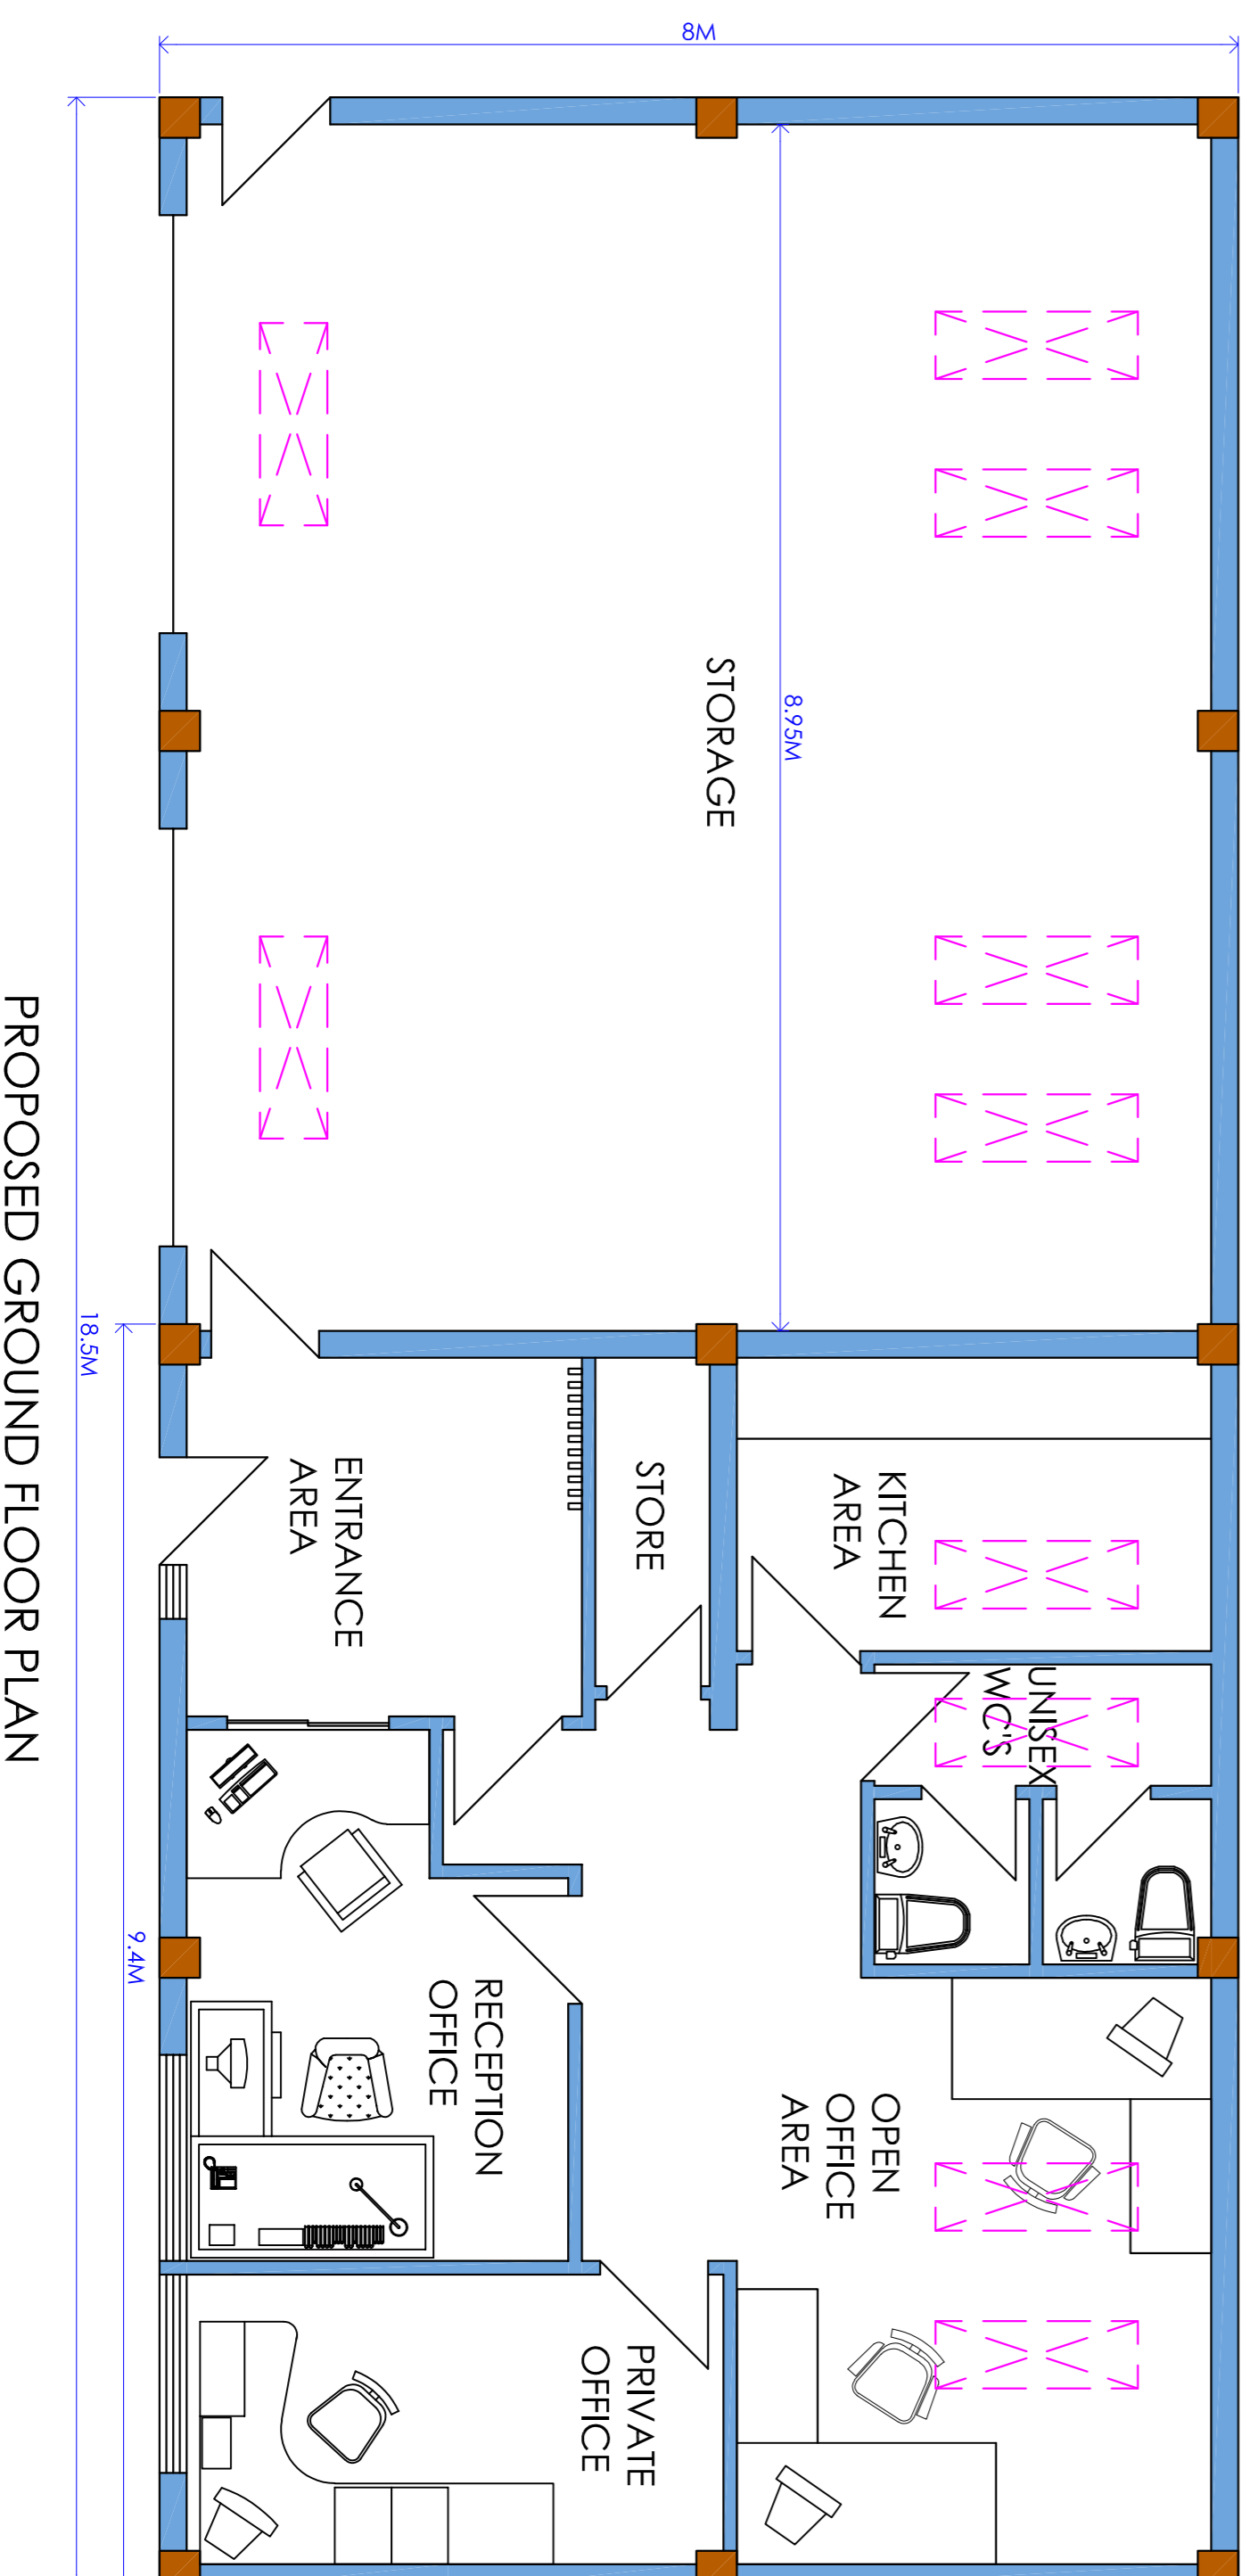 8M
8.95M
STORAGE
KITCHEN
AREA
STORE
ENTRANCE
AREA
UNISEX
WC'S
OPEN
OFFICE
AREA
RECEPTION
OFFICE
PRIVATE
OFFICE
9.4M
18.5M
PROPOSED GROUND FLOOR PLAN